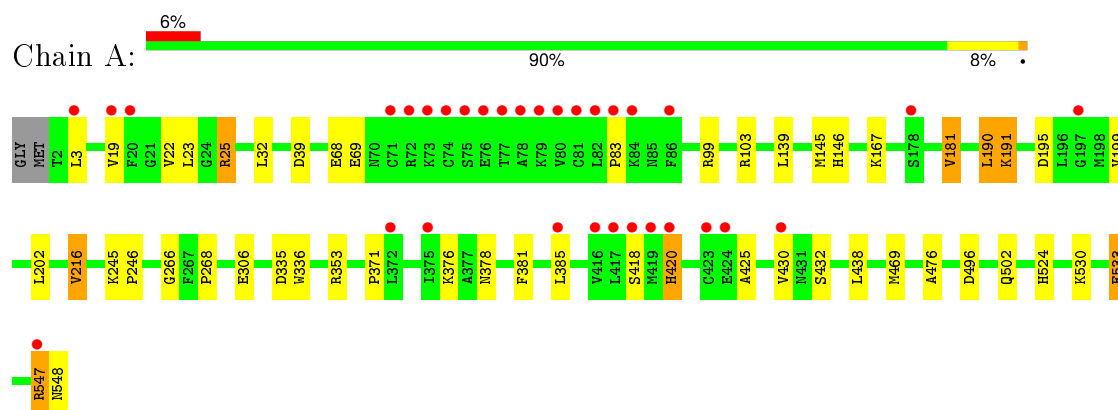 6%
Chain A:
90% 8% •
GLY MET T2 L3 V19 F20 G21 V22 L23 G24 R25 L32 D39 E68 E69 N70 C71 R72 K73 C74 S75 E76 T77 A78 K79 V80 C81 L82 P83 K84 N85 F86 R99 R103 L139 M145 H146 K167 S178 V181 L190 K191 D195 L196 G197 M198
L202 V216 K245 P246 G266 F267 P268 E306 D335 W336 R353 P371 L372 I375 K376 A377 N378 F381 L385 V416 L417 S418 M419 H420 C423 E424 A425 V430 N431 S432 L438 M469 A476 D496 Q502 H524 K530
R547 N548